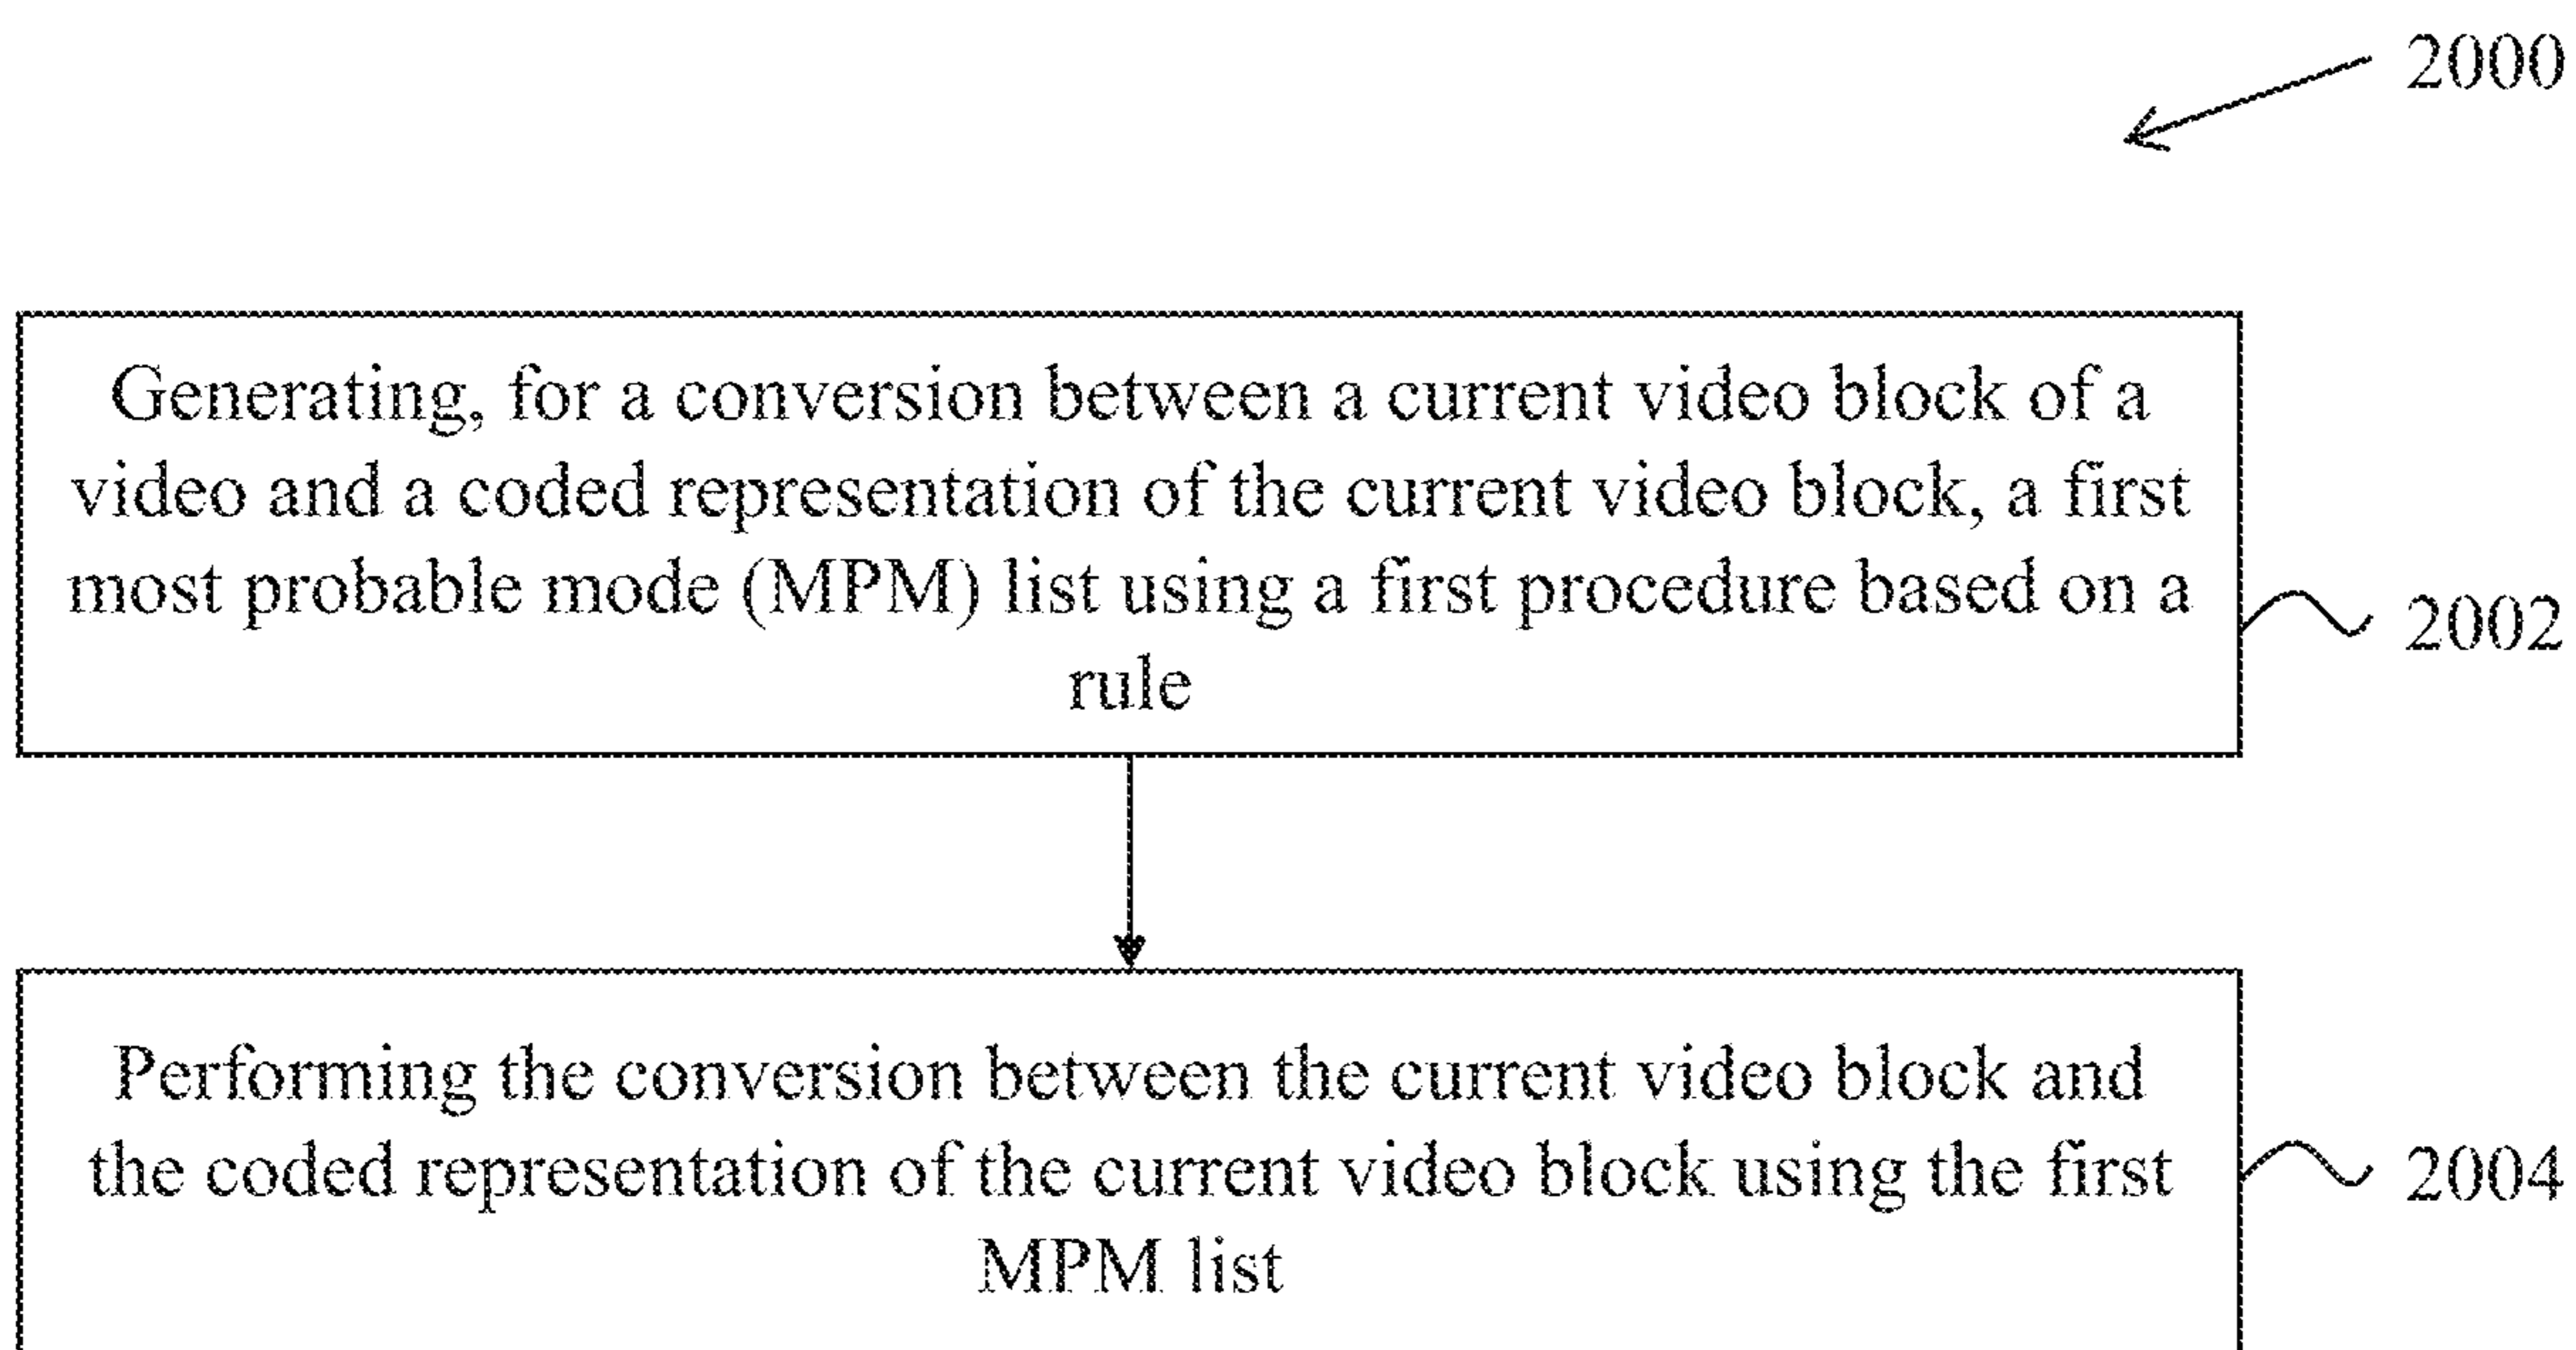 2000
Generating, for a conversion between a current video block of a
video and a coded representation of the current video block, a first
most probable mode (MPM) list using a first procedure based on a
rule
2002
Performing the conversion between the current video block and
the coded representation of the current video block using the first
MPM list
2004